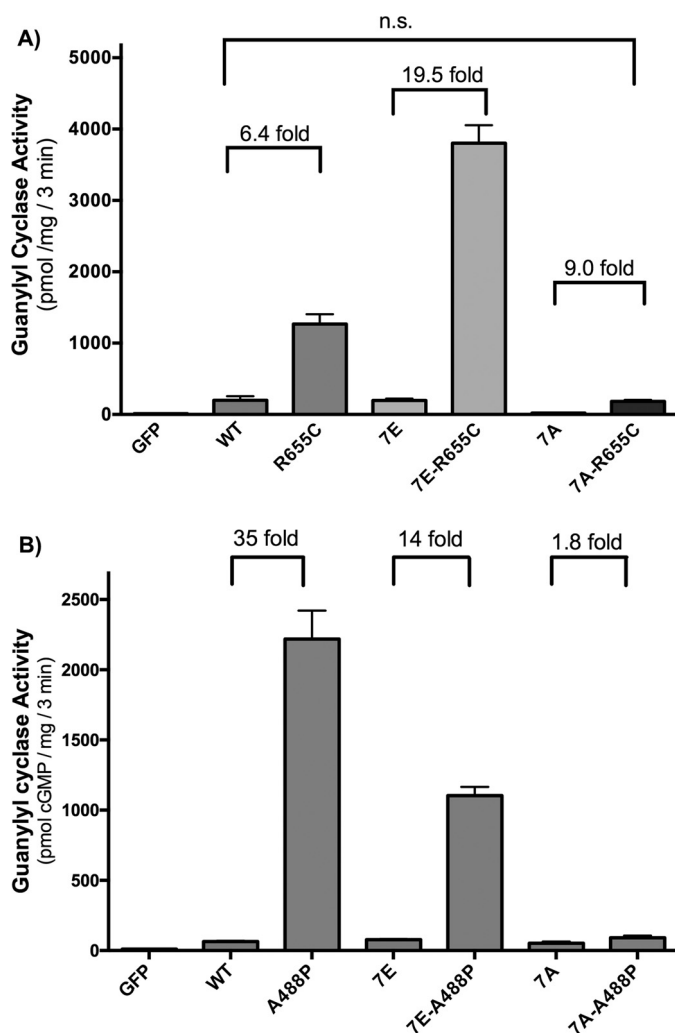 A)
n.s.
19.5 fold
6.4 fold
9.0 fold
Guanylyl Cyclase Activity
(pmol /mg / 3 min)
5000
4000
3000
2000
1000
0
GFP
WT
R655C
7E
7E-R655C
7A
7A-R655C
B)
35 fold
14 fold
1.8 fold
Guanylyl cyclase Activity
(pmol cGMP / mg / 3 min)
2500
2000
1500
1000
500
0
GFP
WT
A488P
7E
7E-A488P
7A
7A-A488P